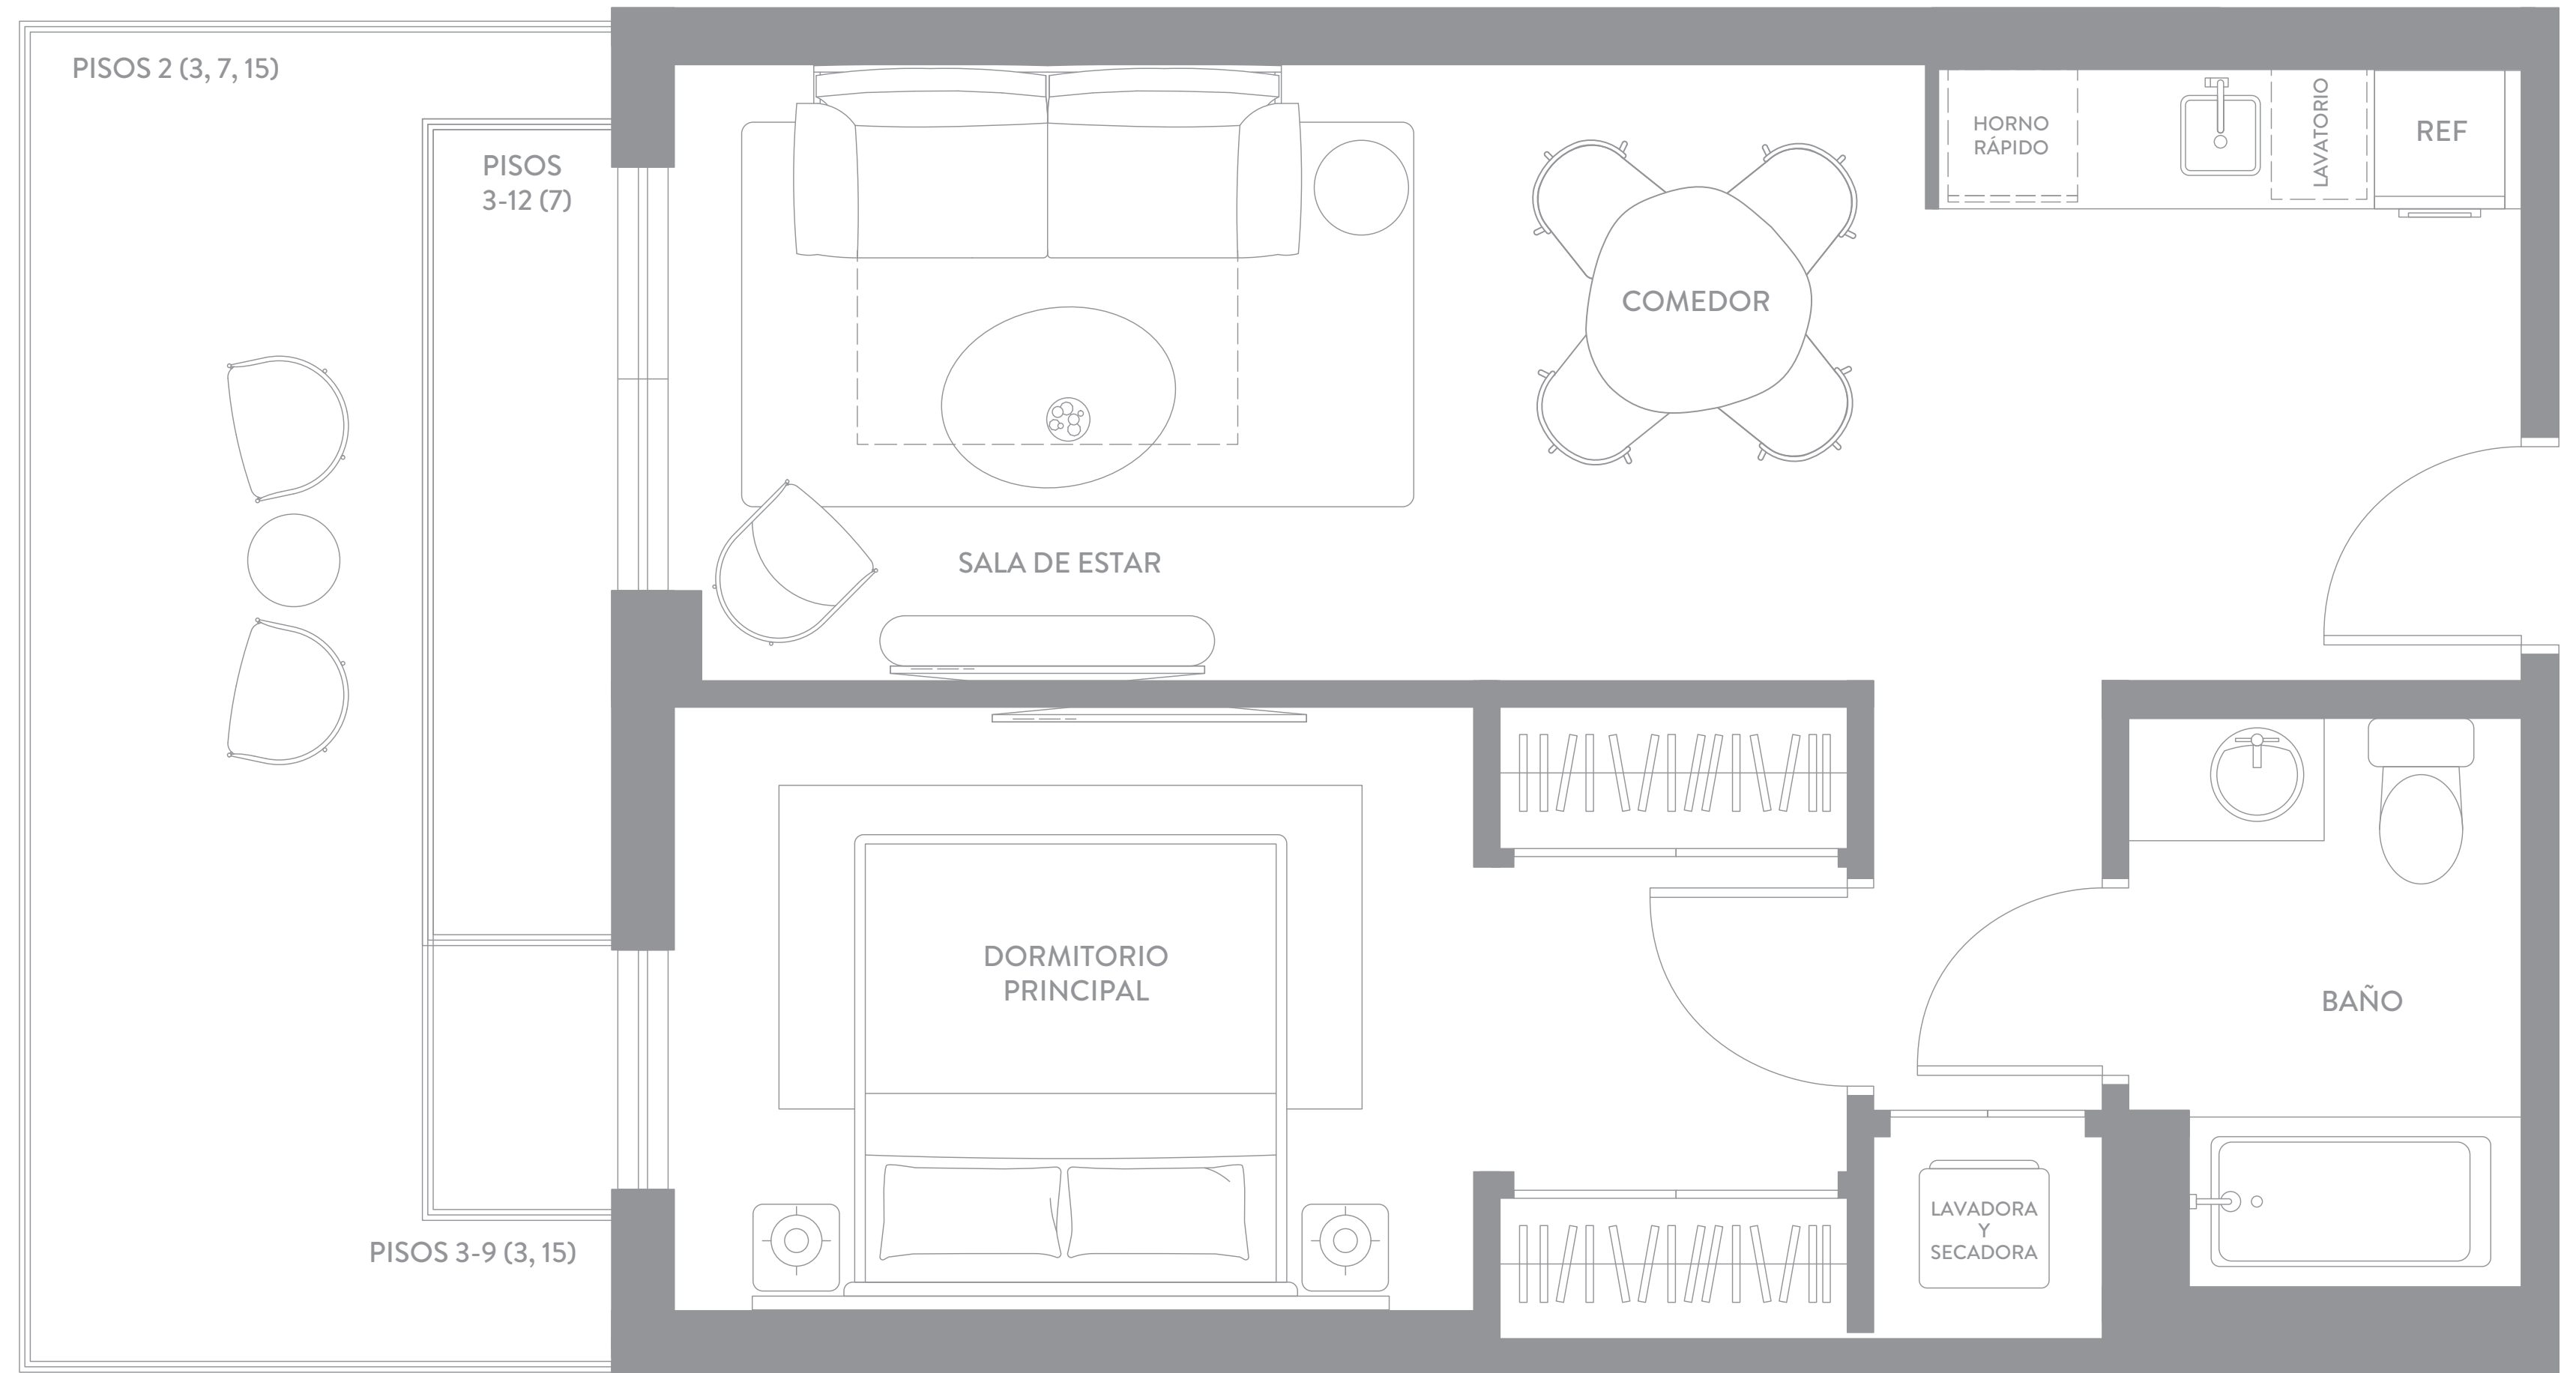 PISOS 2 (3, 7, 15)
PISOS
3-12 (7)
HORNO
RÁPIDO
LAVATORIO
REF
COMEDOR
SALA DE ESTAR
DORMITORIO
PRINCIPAL
BAÑO
LAVADORA
Y
SECADORA
PISOS 3-9 (3, 15)